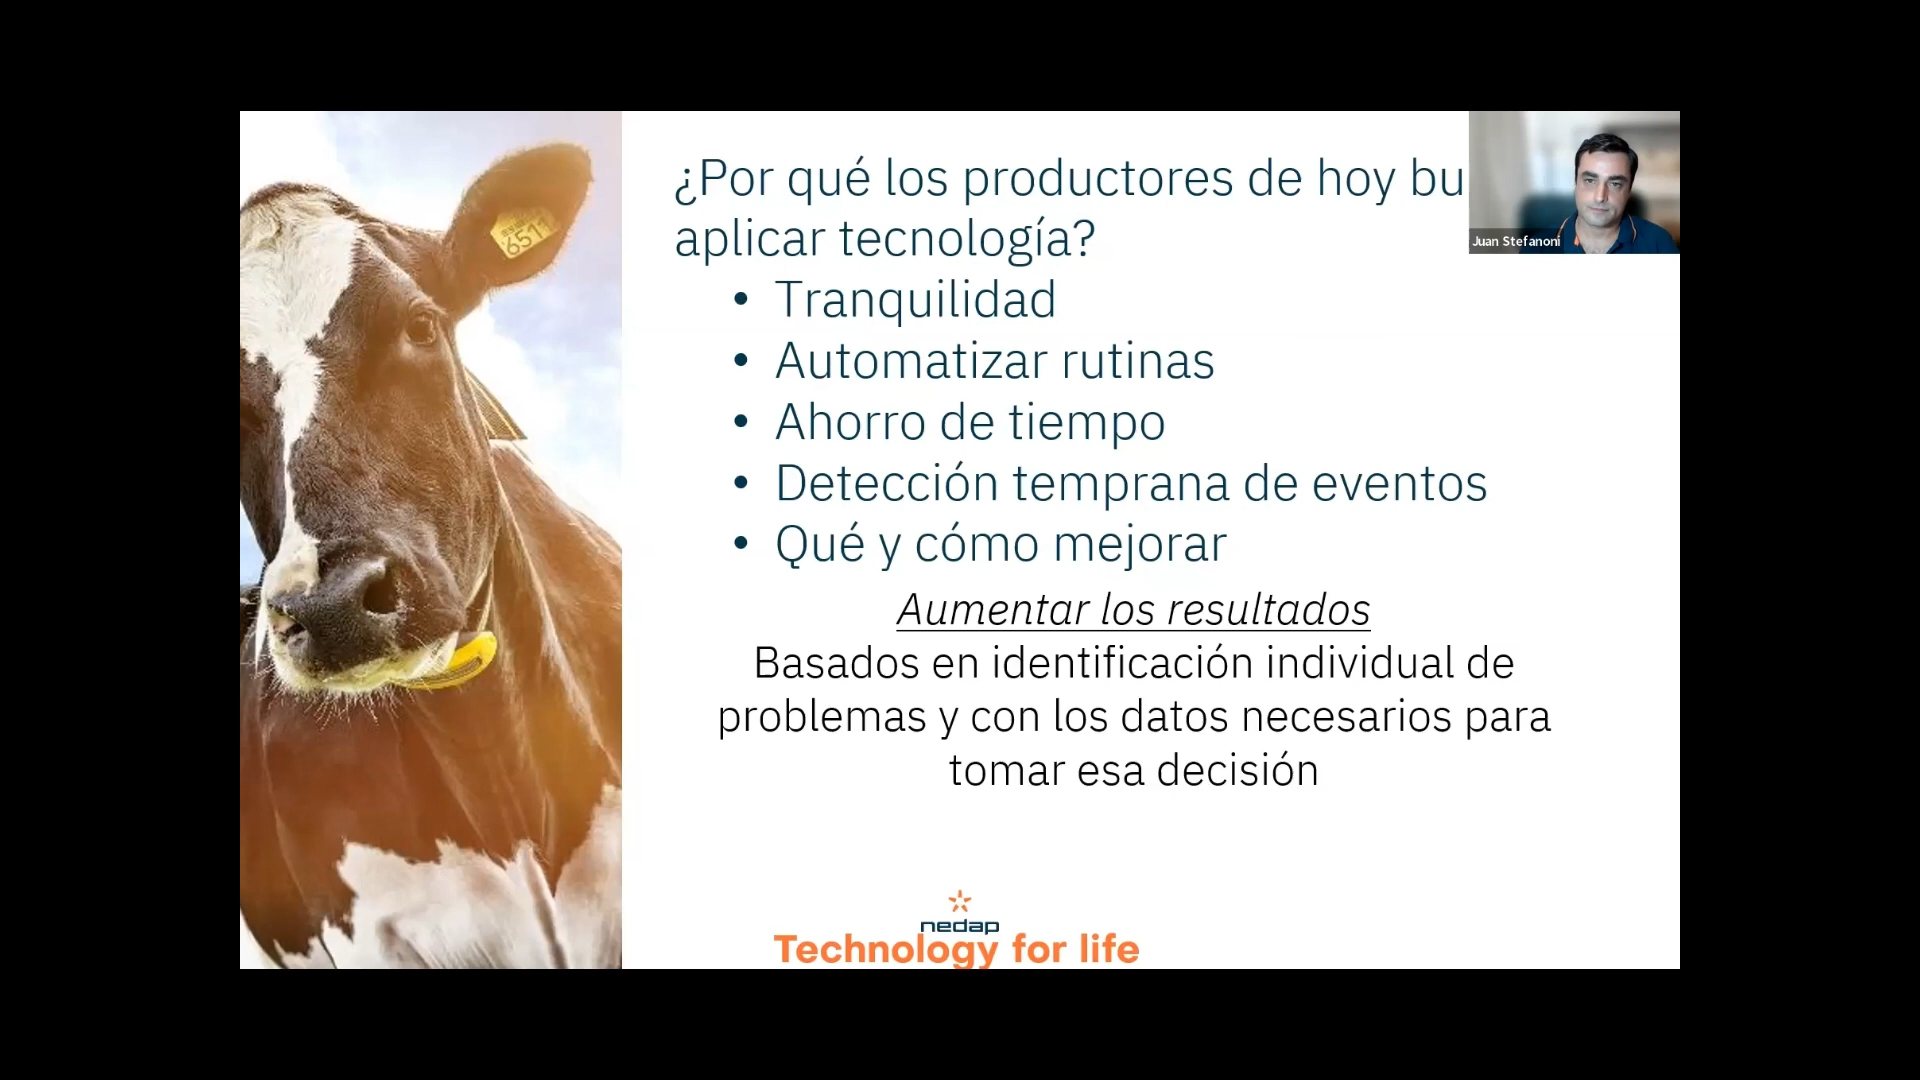 ¿Por qué los productores de hoy bu
aplicar tecnología?
• Tranquilidad
• Automatizar rutinas
• Ahorro de tiempo
• Detección temprana de eventos
• Qué y cómo mejorar
Aumentar los resultados
Basados en identificación individual de
problemas y con los datos necesarios para
tomar esa decisión
nedap
Technology for life
Juan Stefanoni
6511